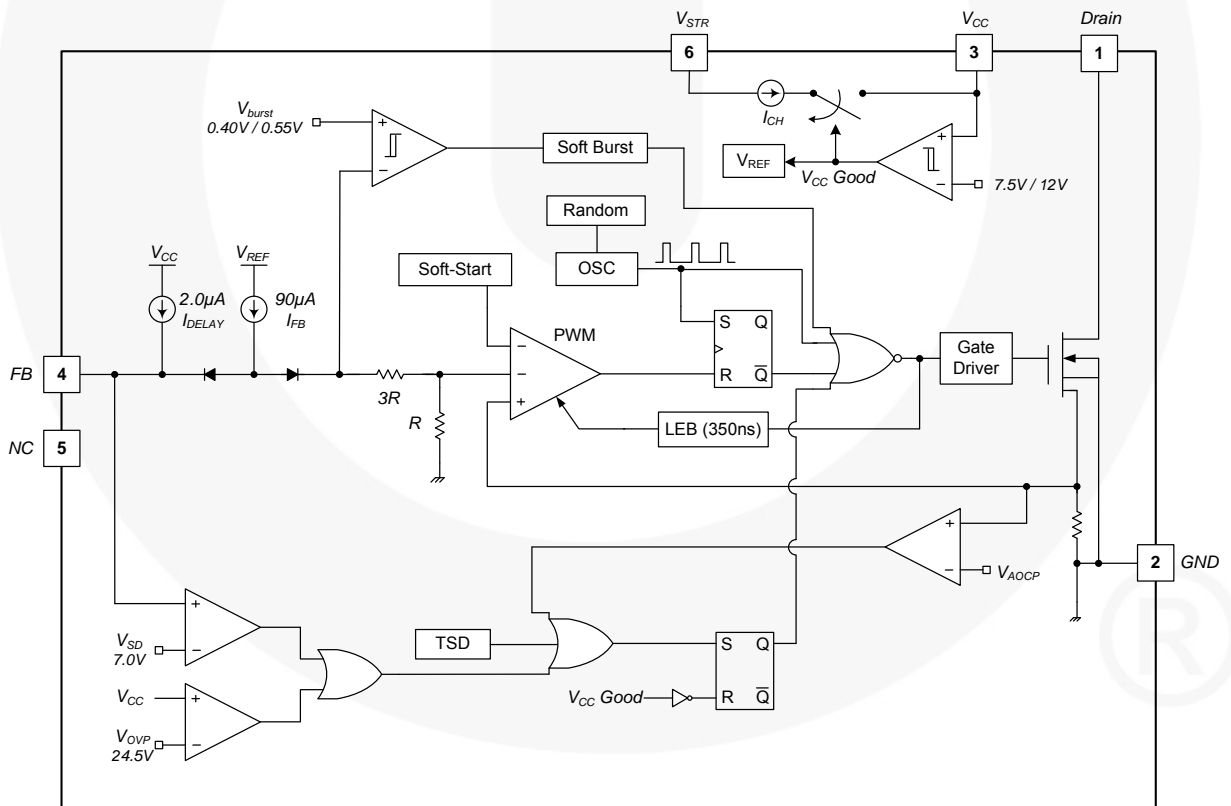 VSTR
VCC
Drain
6
3
1
Vburst
0.40V / 0.55V
+
−
Soft Burst
ICH
VREF
VCC Good
+
−
7.5V / 12V
Random
OSC
VCC
VREF
2.0µA
IDELAY
90µA
IFB
Soft-Start
PWM
−
−
+
S Q
R Q
Gate
Driver
FB
4
3R
R
LEB (350ns)
NC
5
+
−
VAOCP
2
GND
VSD
7.0V
+
−
TSD
S Q
R Q
VCC Good
VCC
VOVP
24.5V
+
−
®